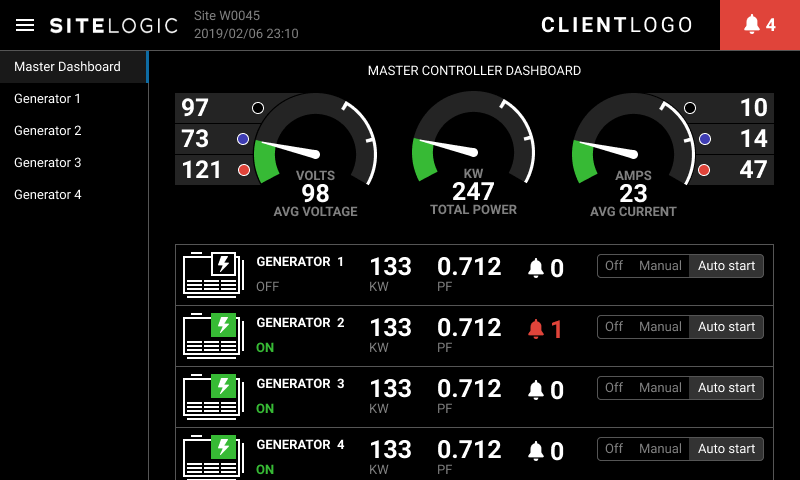 SITELOGIC
Site W0045
2019/02/06 23:10
CLIENTLOGO
4
Master Dashboard
Generator 1
Generator 2
Generator 3
Generator 4
MASTER CONTROLLER DASHBOARD
97
73
121
VOLTS
98
AVG VOLTAGE
KW
247
TOTAL POWER
AMPS
23
AVG CURRENT
10
14
47
GENERATOR 1
OFF
133
KW
0.712
PF
0
Off Manual Auto start
GENERATOR 2
ON
133
KW
0.712
PF
1
Off Manual Auto start
GENERATOR 3
ON
133
KW
0.712
PF
0
Off Manual Auto start
GENERATOR 4
ON
133
KW
0.712
PF
0
Off Manual Auto start